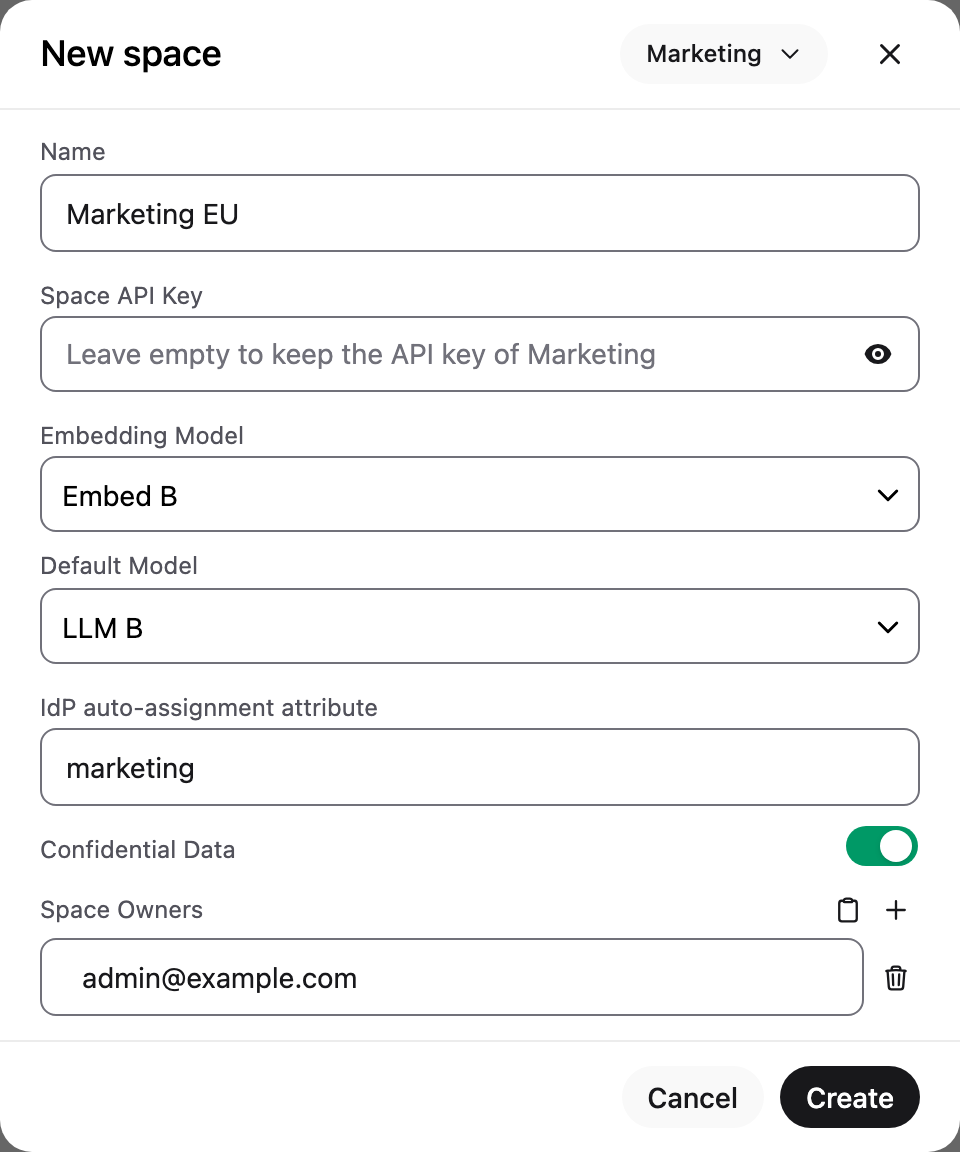 New space
Marketing
Name
Marketing EU
Space API Key
Leave empty to keep the API key of Marketing
Embedding Model
Embed B
Default Model
LLM B
IdP auto-assignment attribute
marketing
Confidential Data
Space Owners
admin@example.com
Cancel
Create